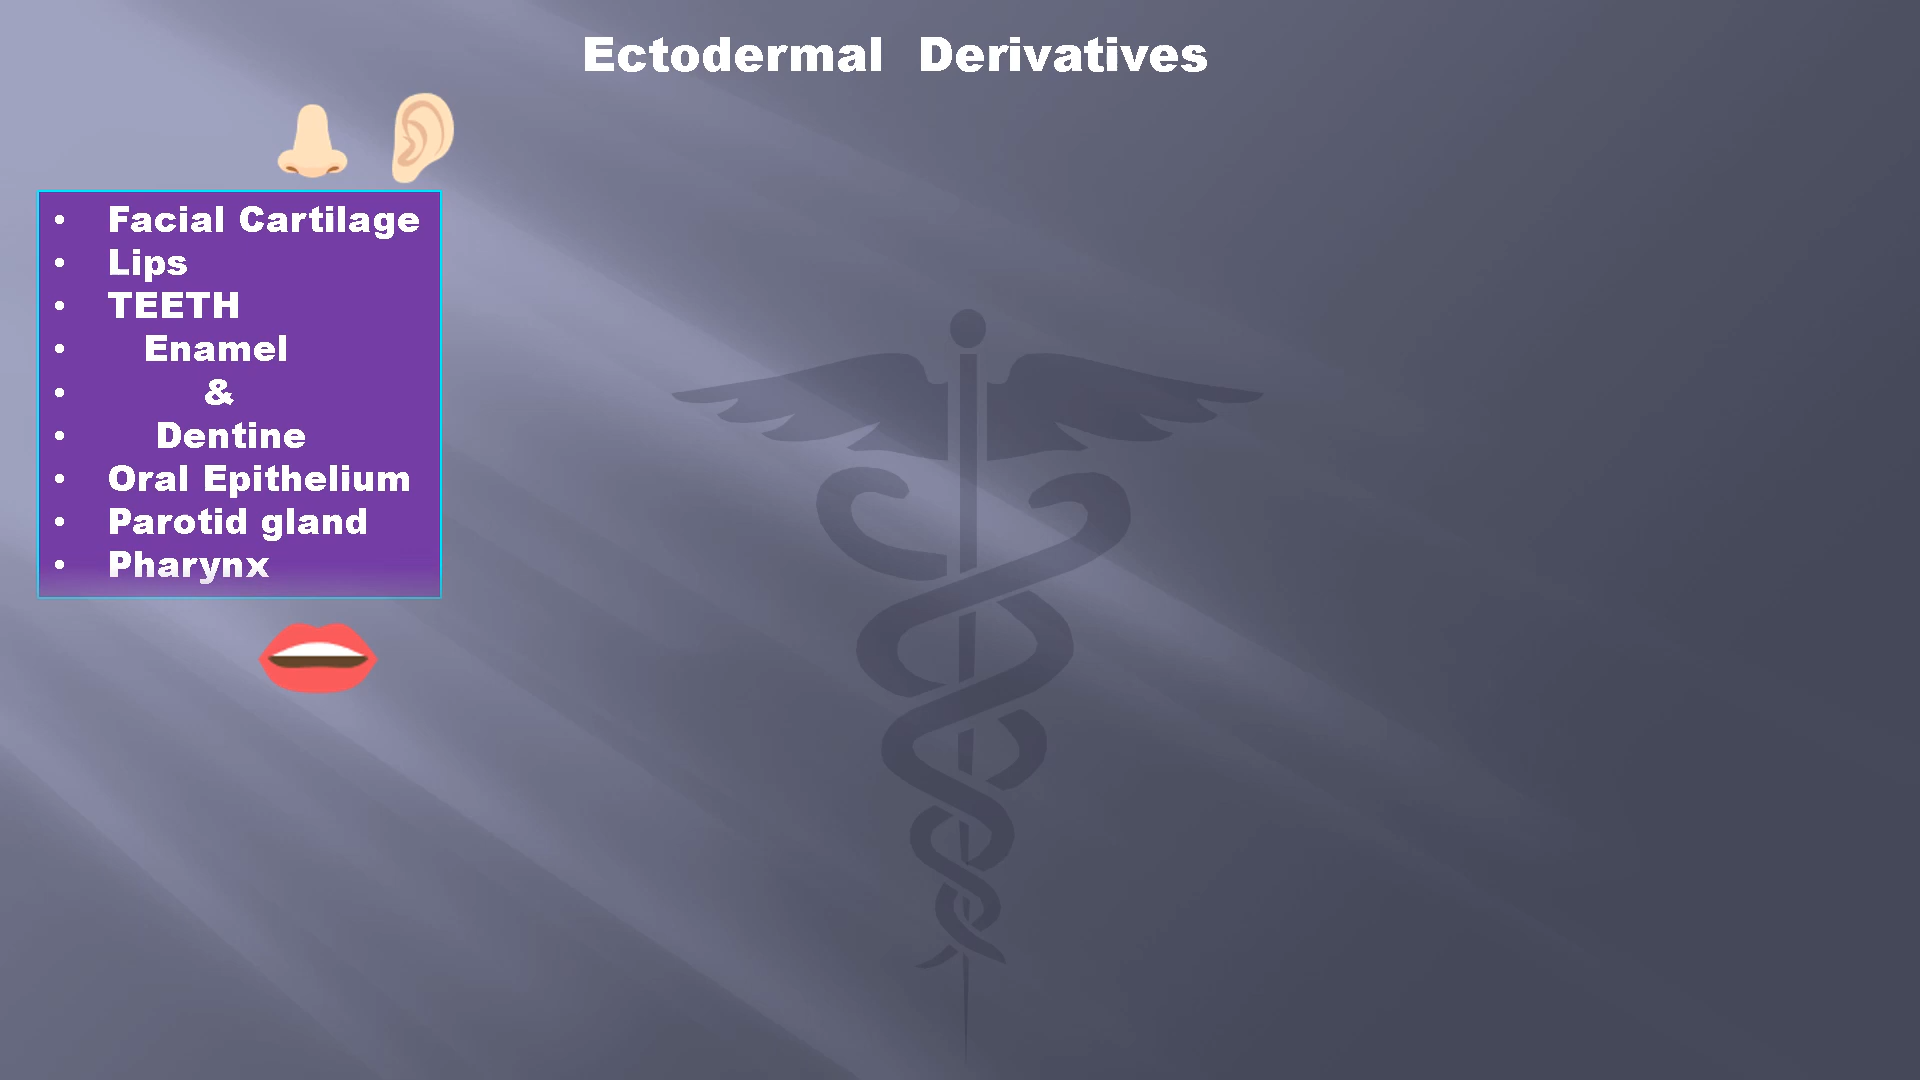 Ectodermal Derivatives
• Facial Cartilage
• Lips
• TEETH
• Enamel
• &
• Dentine
• Oral Epithelium
• Parotid gland
• Pharynx